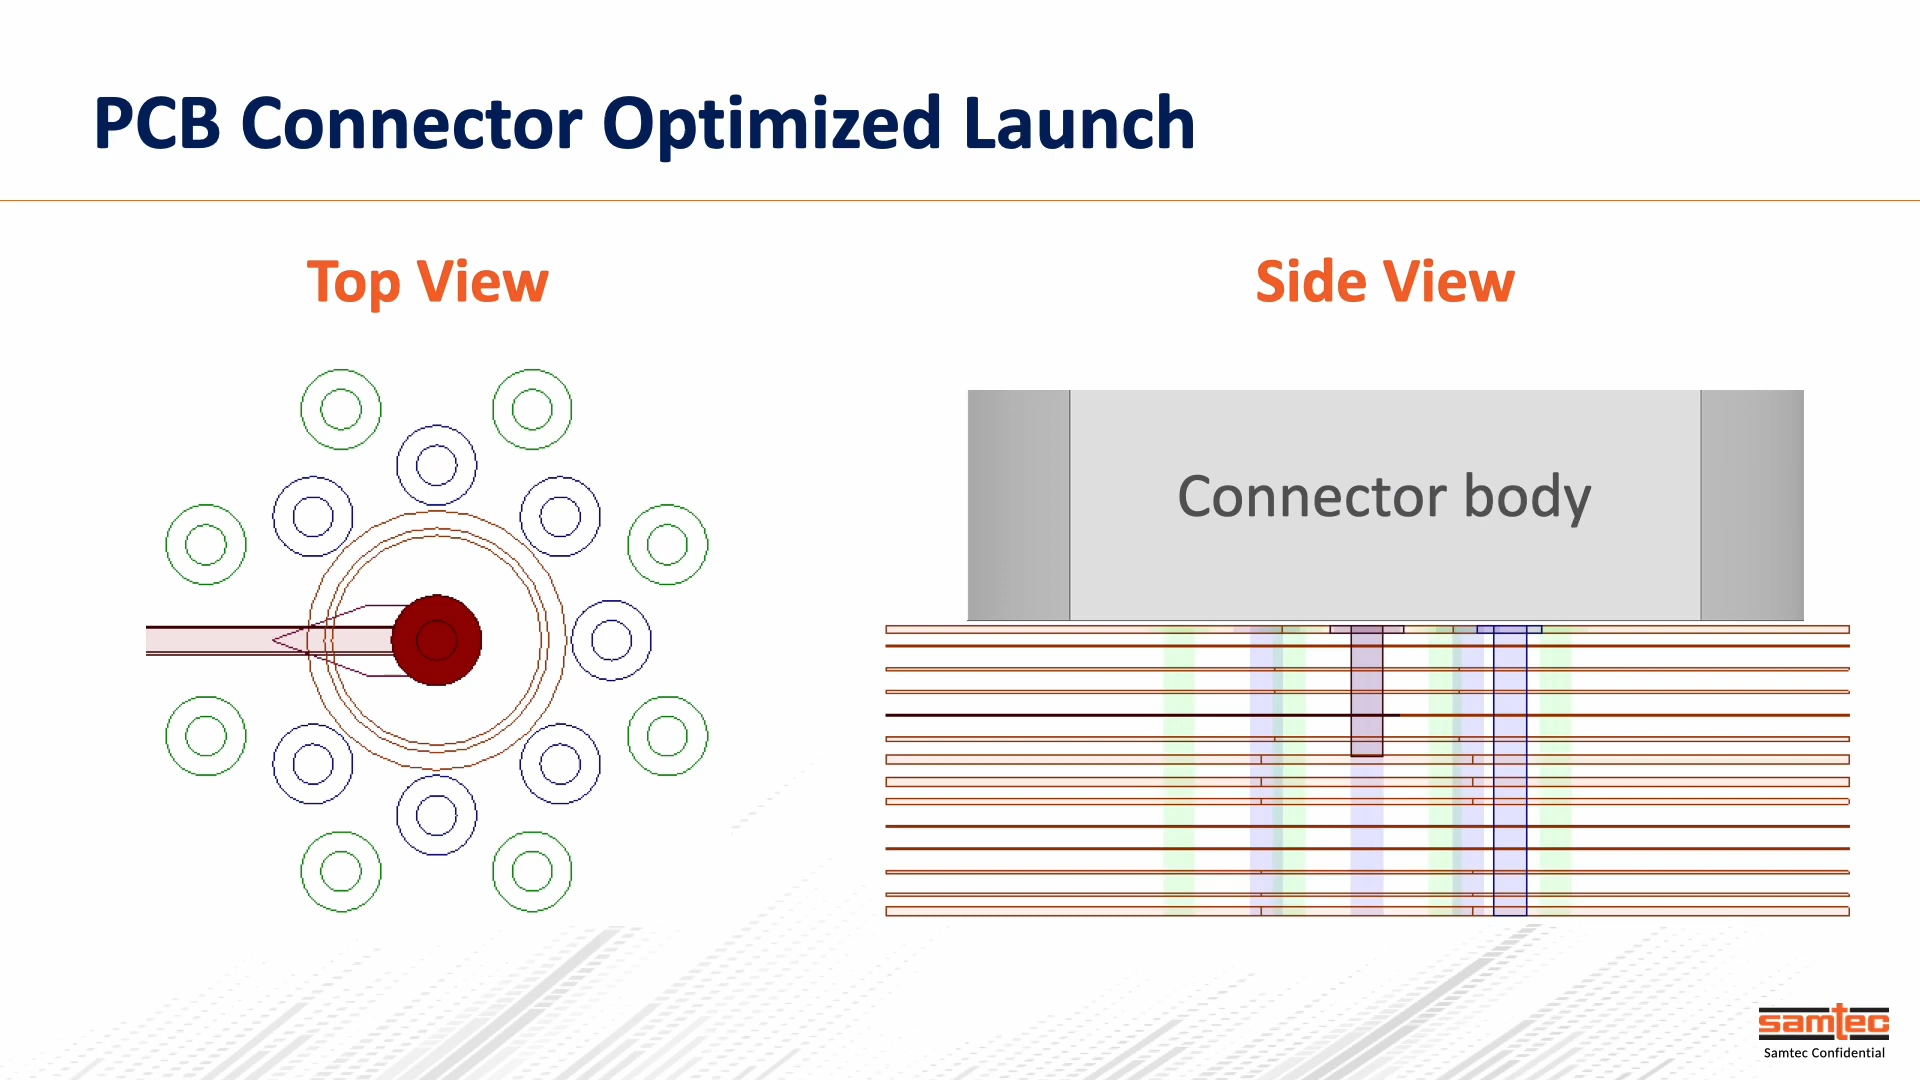 PCB Connector Optimized Launch
Top View
Side View
Connector body
samtec
Samtec Confidential